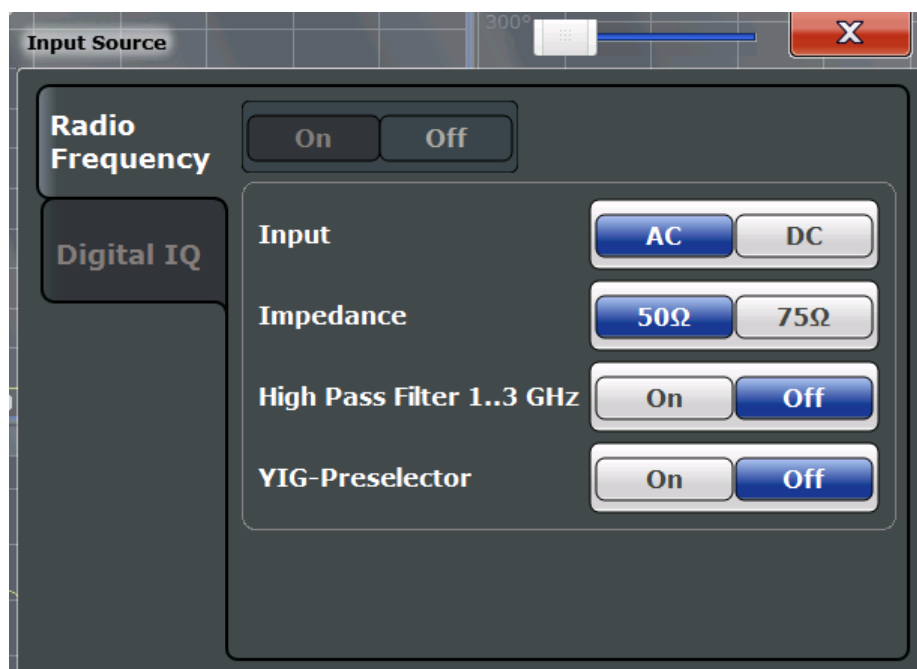 300°
Input Source
X
Radio
Frequency
On Off
Digital IQ
Input AC DC
Impedance 50Ω 75Ω
High Pass Filter 1..3 GHz On Off
YIG-Preselector On Off